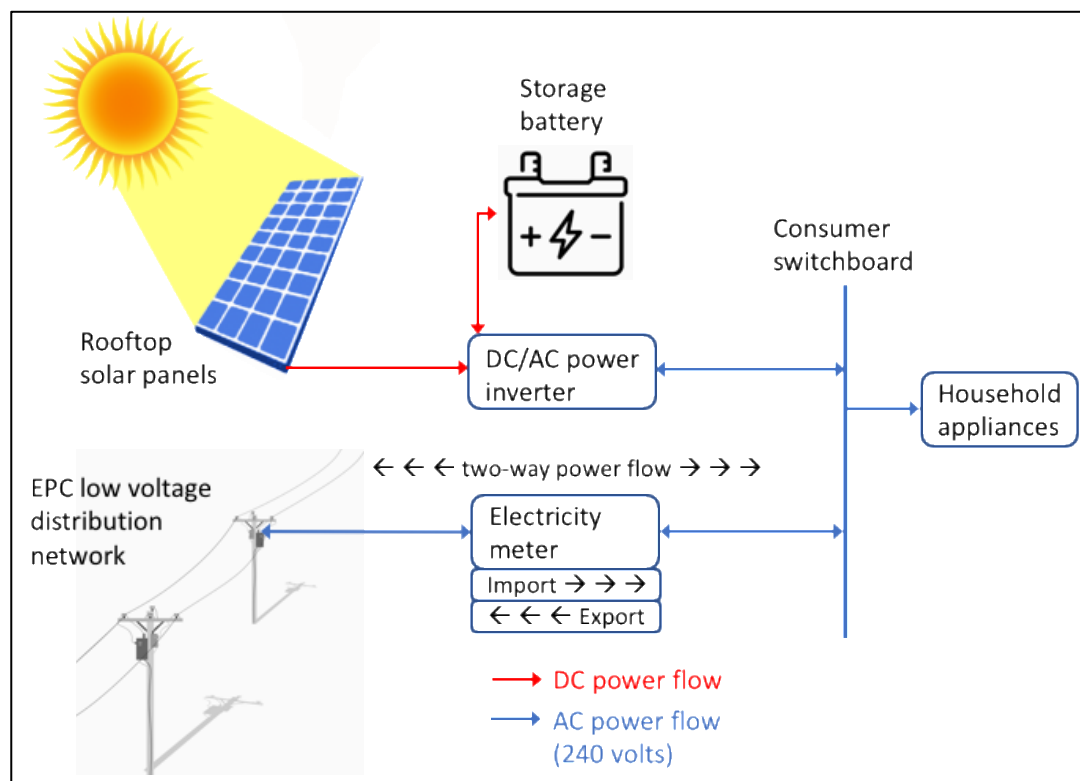 Storage
battery
Consumer
switchboard
Rooftop
solar panels
DC/AC power
inverter
Household
appliances
← ← ← two-way power flow → → →
EPC low voltage
distribution
network
Electricity
meter
Import → → →
← ← ← Export
DC power flow
AC power flow
(240 volts)